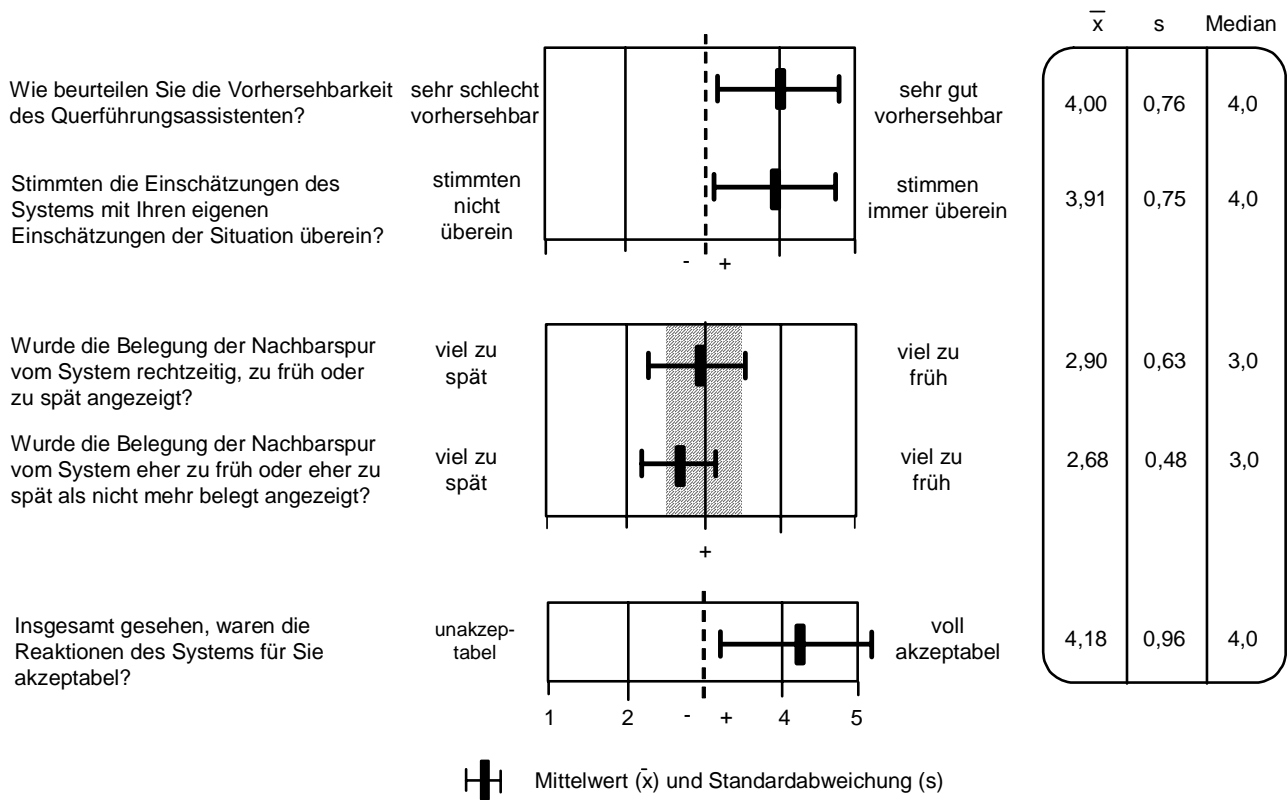 x̄ s Median
Wie beurteilen Sie die Vorhersehbarkeit
des Querführungsassistenten?
sehr schlecht
vorhersehbar
sehr gut
vorhersehbar
4,00 0,76 4,0
Stimmten die Einschätzungen des
Systems mit Ihren eigenen
Einschätzungen der Situation überein?
stimmten
nicht
überein
stimmen
immer überein
3,91 0,75 4,0
- +
Wurde die Belegung der Nachbarspur
vom System rechtzeitig, zu früh oder
zu spät angezeigt?
viel zu
spät
viel zu
früh
2,90 0,63 3,0
Wurde die Belegung der Nachbarspur
vom System eher zu früh oder eher zu
spät als nicht mehr belegt angezeigt?
viel zu
spät
viel zu
früh
2,68 0,48 3,0
+
Insgesamt gesehen, waren die
Reaktionen des Systems für Sie
akzeptabel?
unakzep-
tabel
voll
akzeptabel
4,18 0,96 4,0
1 2 - + 4 5
Mittelwert (x̄) und Standardabweichung (s)